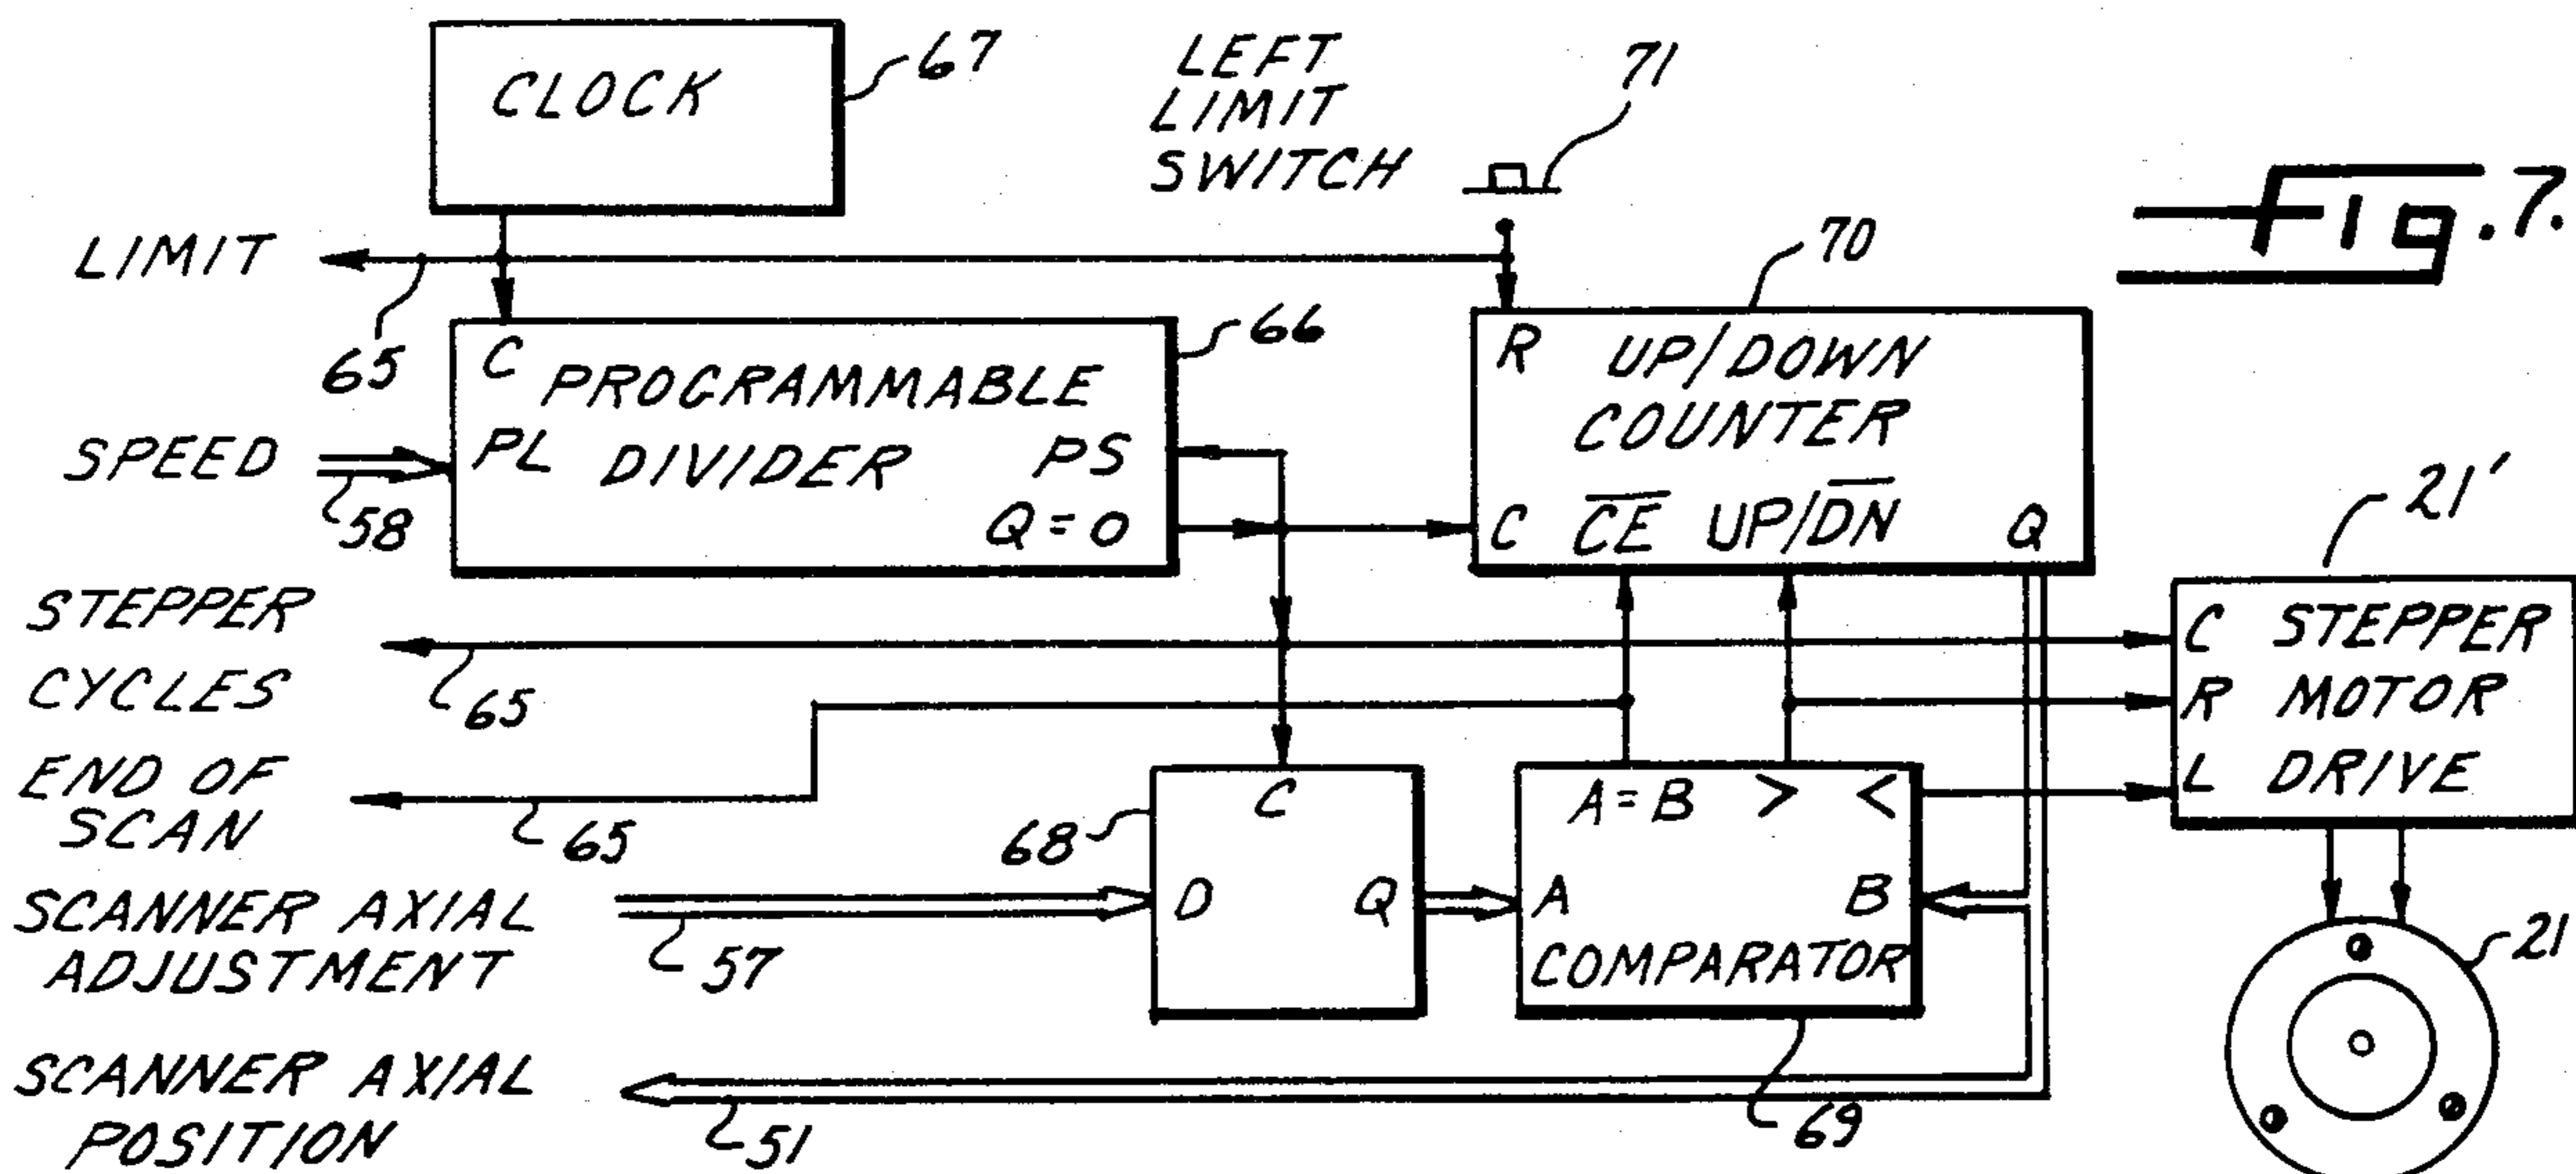 CLOCK
67
LEFT
LIMIT
SWITCH
71
Fig. 7.
LIMIT
65
70
C
PROGRAMMABLE
DIVIDER
PL
PS
Q = 0
66
R
UP/DOWN
COUNTER
C
C̅E̅
UP/D̅N̅
Q
SPEED
58
21'
STEPPER
CYCLES
65
C STEPPER
R MOTOR
L DRIVE
END OF
SCAN
65
68
C
D
Q
A = B > <
A
B
COMPARATOR
69
21
SCANNER AXIAL
ADJUSTMENT
57
SCANNER AXIAL
POSITION
51